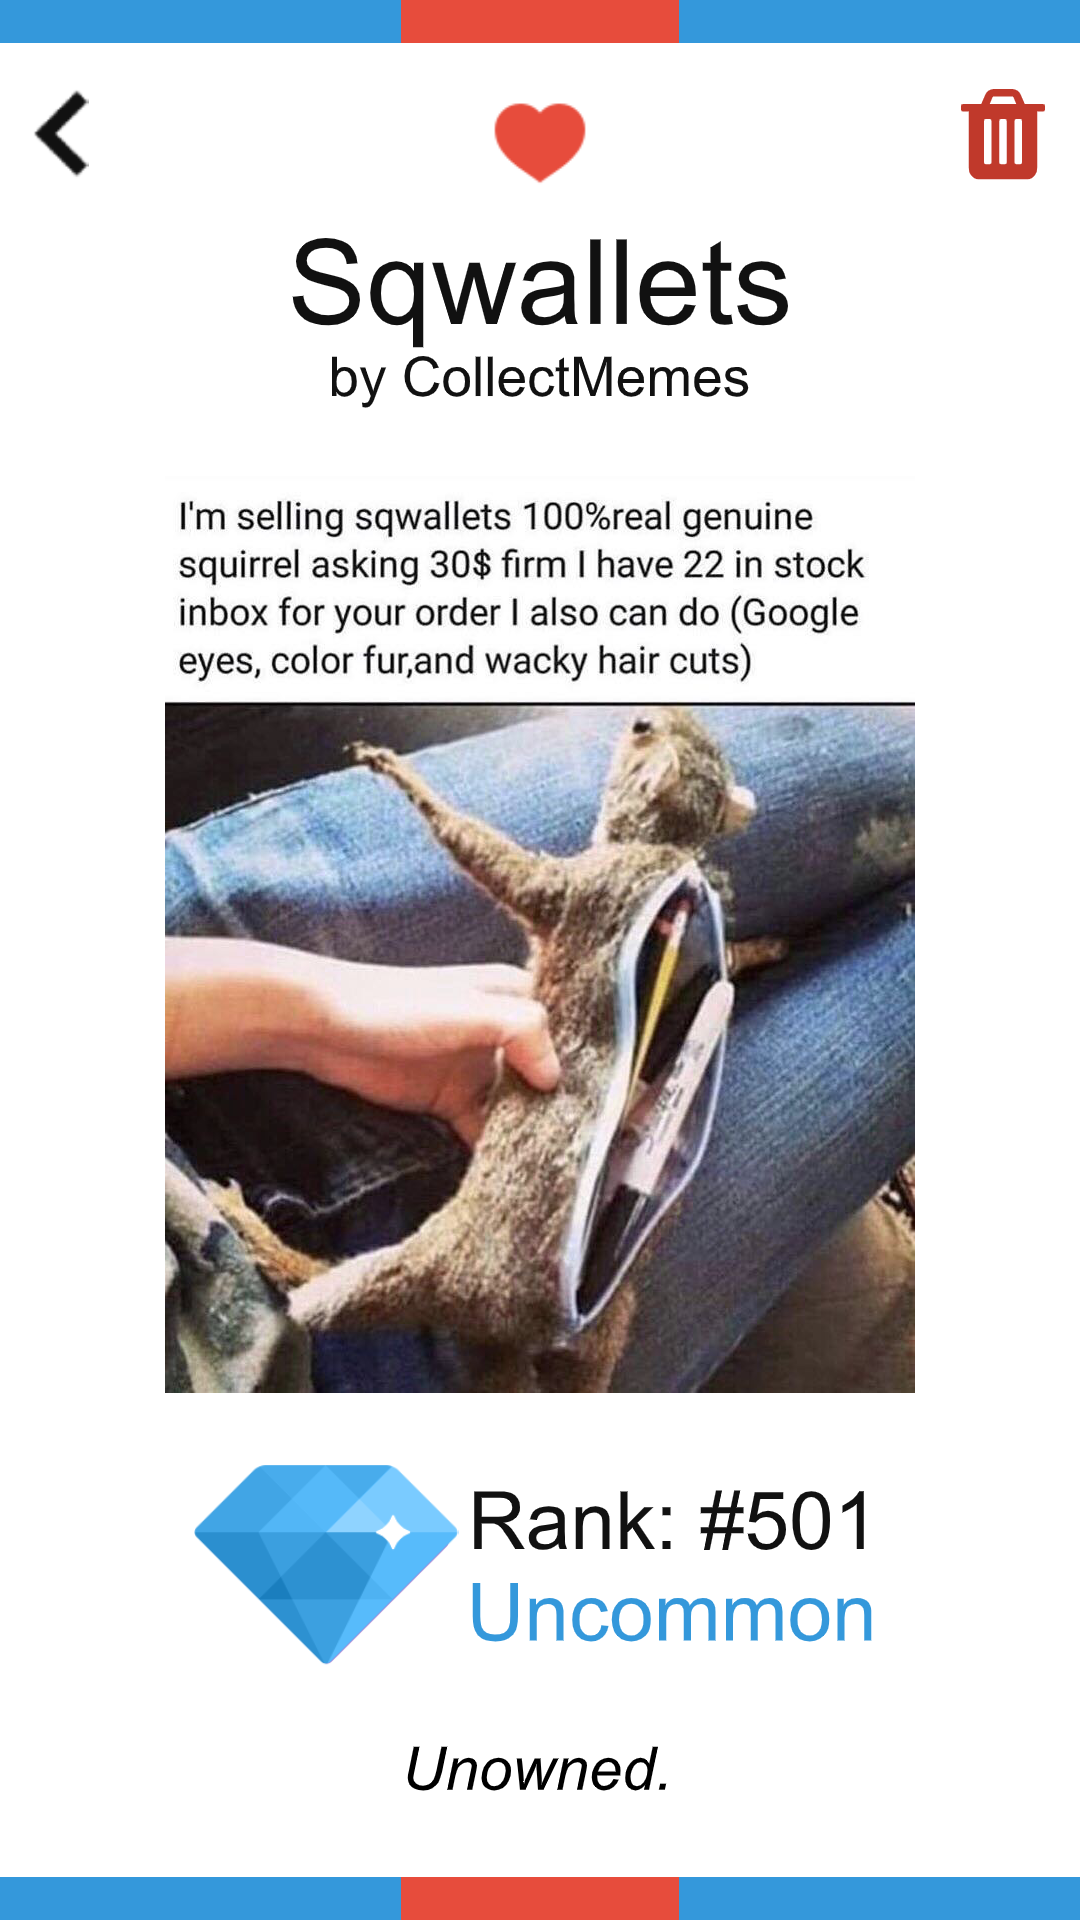 Sqwallets
by CollectMemes
I'm selling sqwallets 100%real genuine
squirrel asking 30$ firm I have 22 in stock
inbox for your order I also can do (Google
eyes, color fur,and wacky hair cuts)
Rank: #501
Uncommon
Unowned.